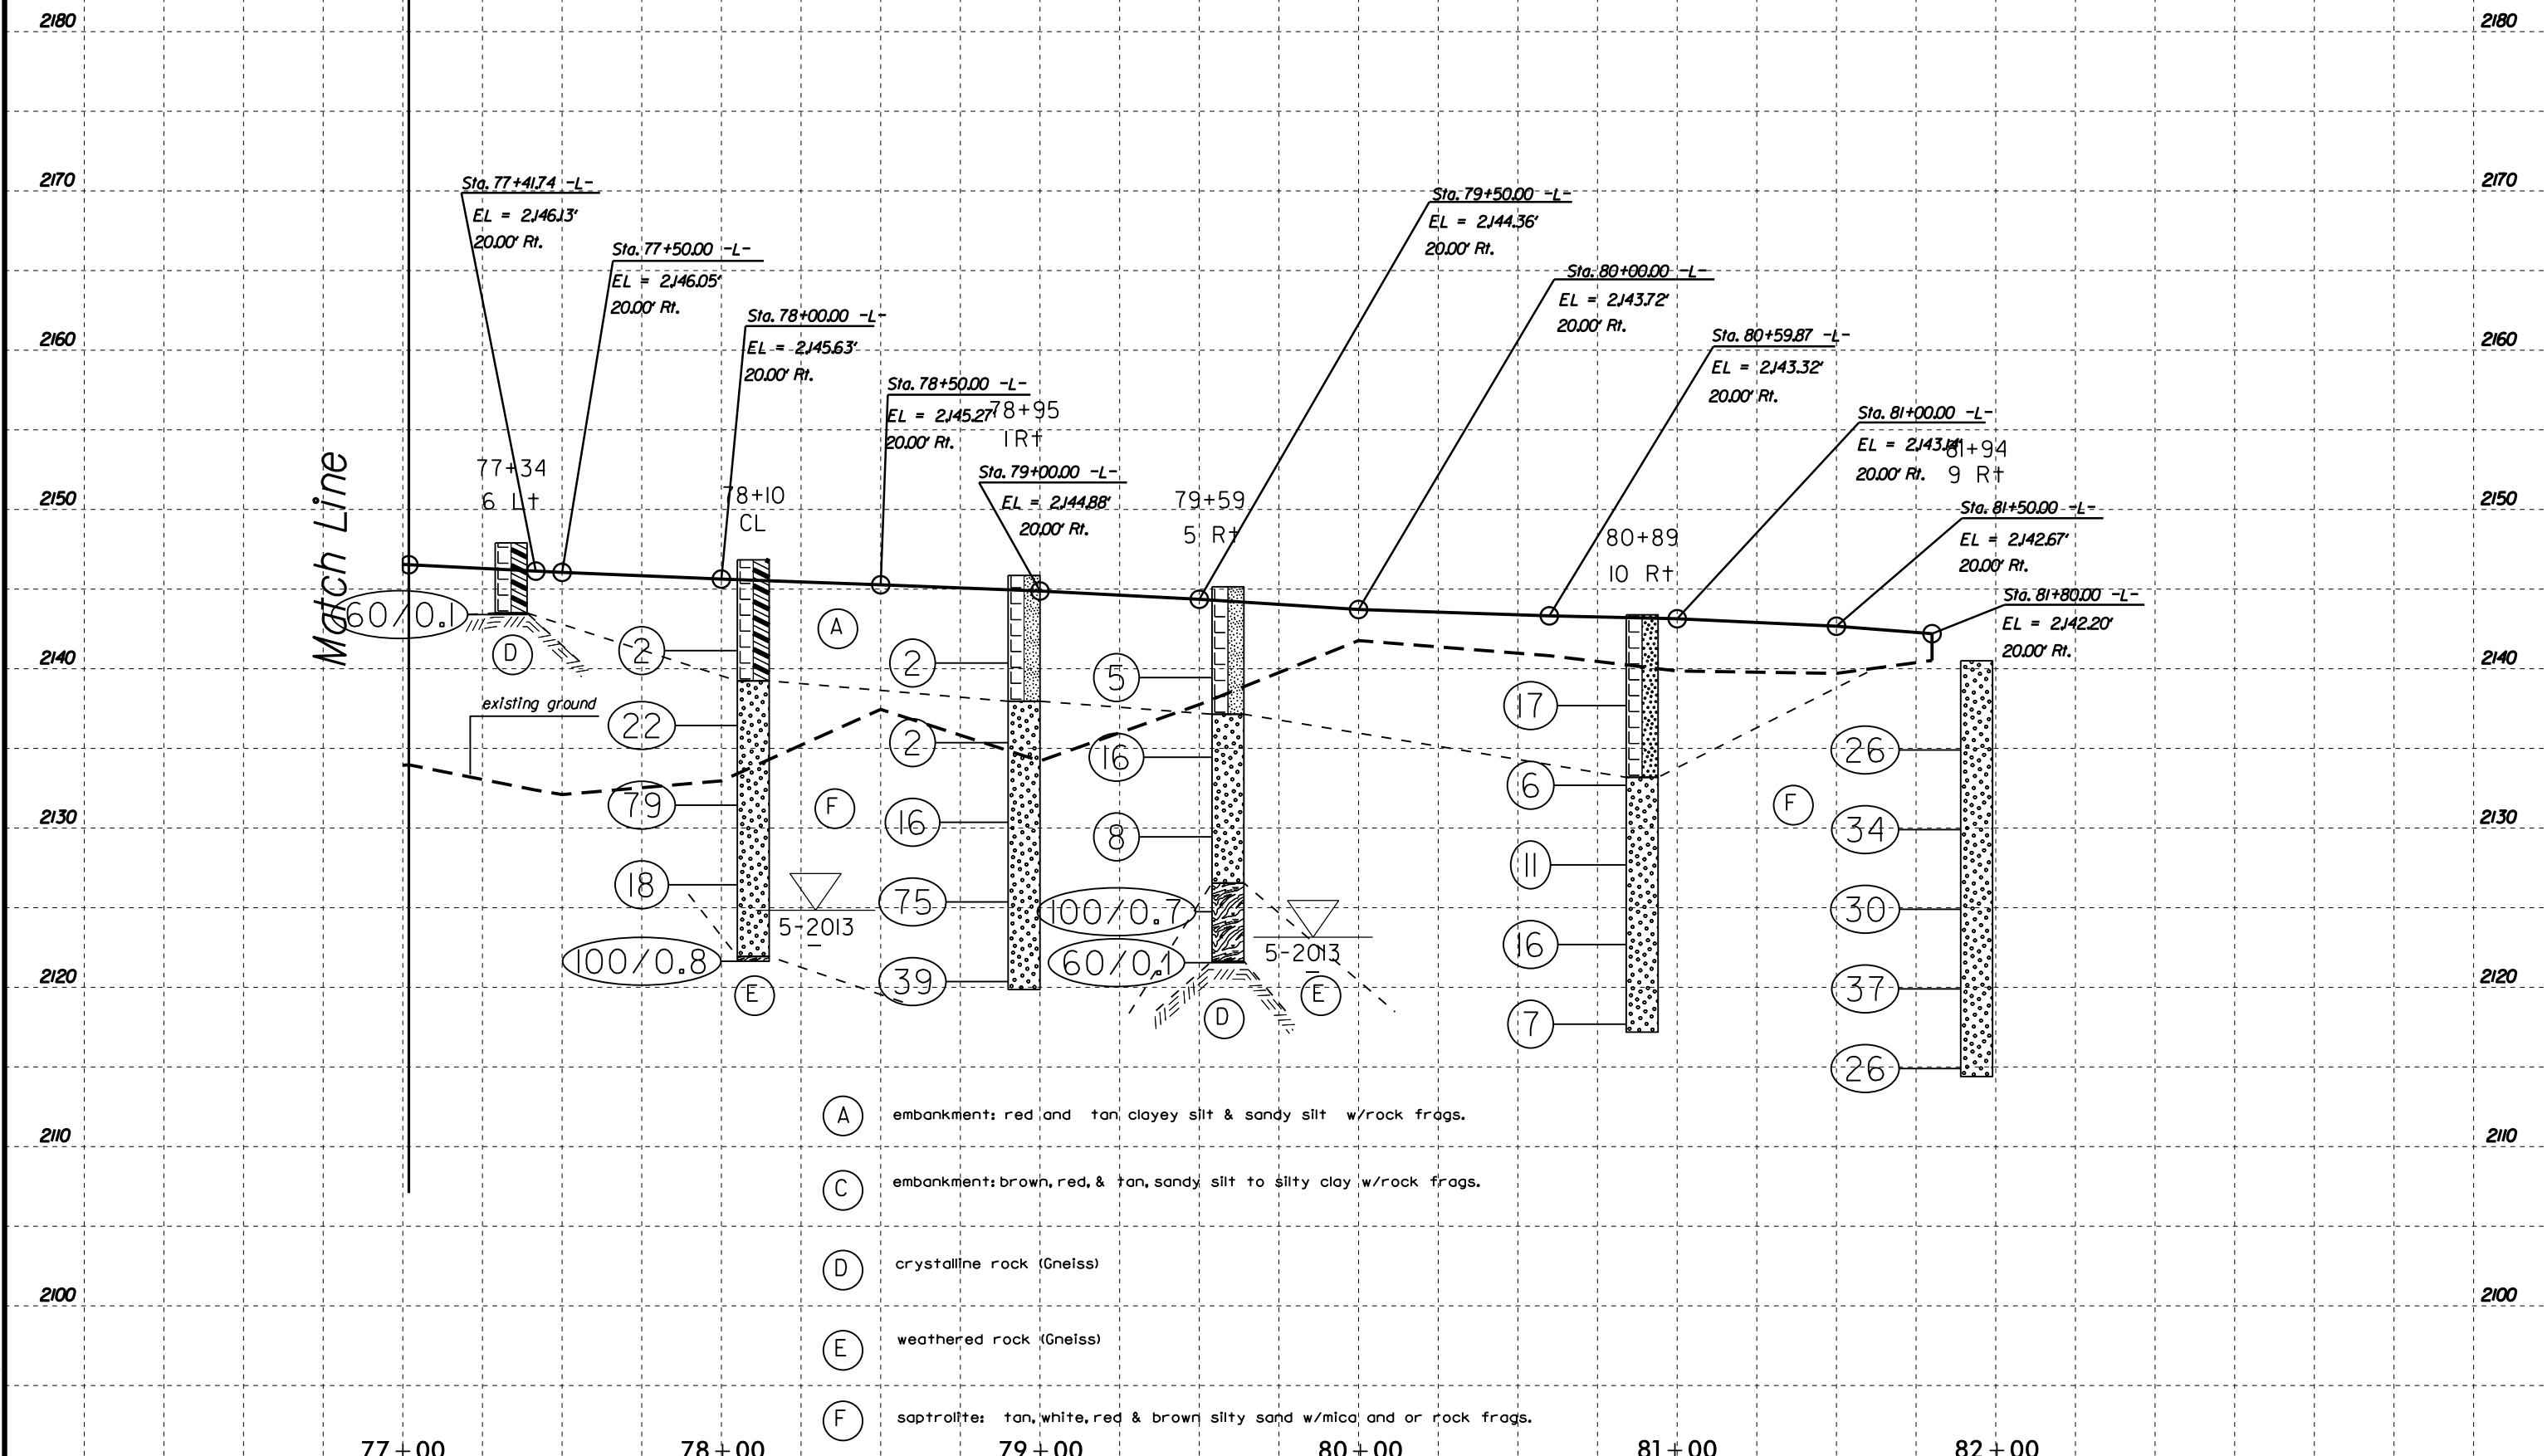 2180 2180
2170 2170
2160 2160
2150 2150
2140 2140
2130 2130
2120 2120
2110 2110
2100 2100
Match Line
Sta. 77+41.74 -L-
EL = 2,146.13'
20.00' Rt.
Sta. 77+50.00 -L-
EL = 2,146.05'
20.00' Rt.
Sta. 78+00.00 -L-
EL = 2,145.63'
20.00' Rt.
Sta. 78+50.00 -L-
EL = 2,145.27'
20.00' Rt.
Sta. 79+00.00 -L-
EL = 2,144.88'
20.00' Rt.
Sta. 79+50.00 -L-
EL = 2,144.36'
20.00' Rt.
Sta. 80+00.00 -L-
EL = 2,143.72'
20.00' Rt.
Sta. 80+59.87 -L-
EL = 2,143.32'
20.00' Rt.
Sta. 81+00.00 -L-
EL = 2,143.14'
20.00' Rt.
Sta. 81+50.00 -L-
EL = 2,142.67'
20.00' Rt.
Sta. 81+80.00 -L-
EL = 2,142.20'
20.00' Rt.
77+34
6 Lt
60/0.1
D
existing ground
78+10
CL
2
22
79
18
100/0.8
A
F
5-2013
E
78+95
1Rt
2
2
16
75
39
79+59
5 Rt
5
16
8
100/0.7
60/0.1
D
5-2013
E
80+89
10 Rt
17
6
11
16
7
F
81+94
9 Rt
26
34
30
37
26
A embankment: red and tan clayey silt & sandy silt w/rock frags.
C embankment: brown, red, & tan, sandy silt to silty clay w/rock frags.
D crystalline rock (Gneiss)
E weathered rock (Gneiss)
F saptrolite: tan, white, red & brown silty sand w/mica and or rock frags.
77+00 78+00 79+00 80+00 81+00 82+00